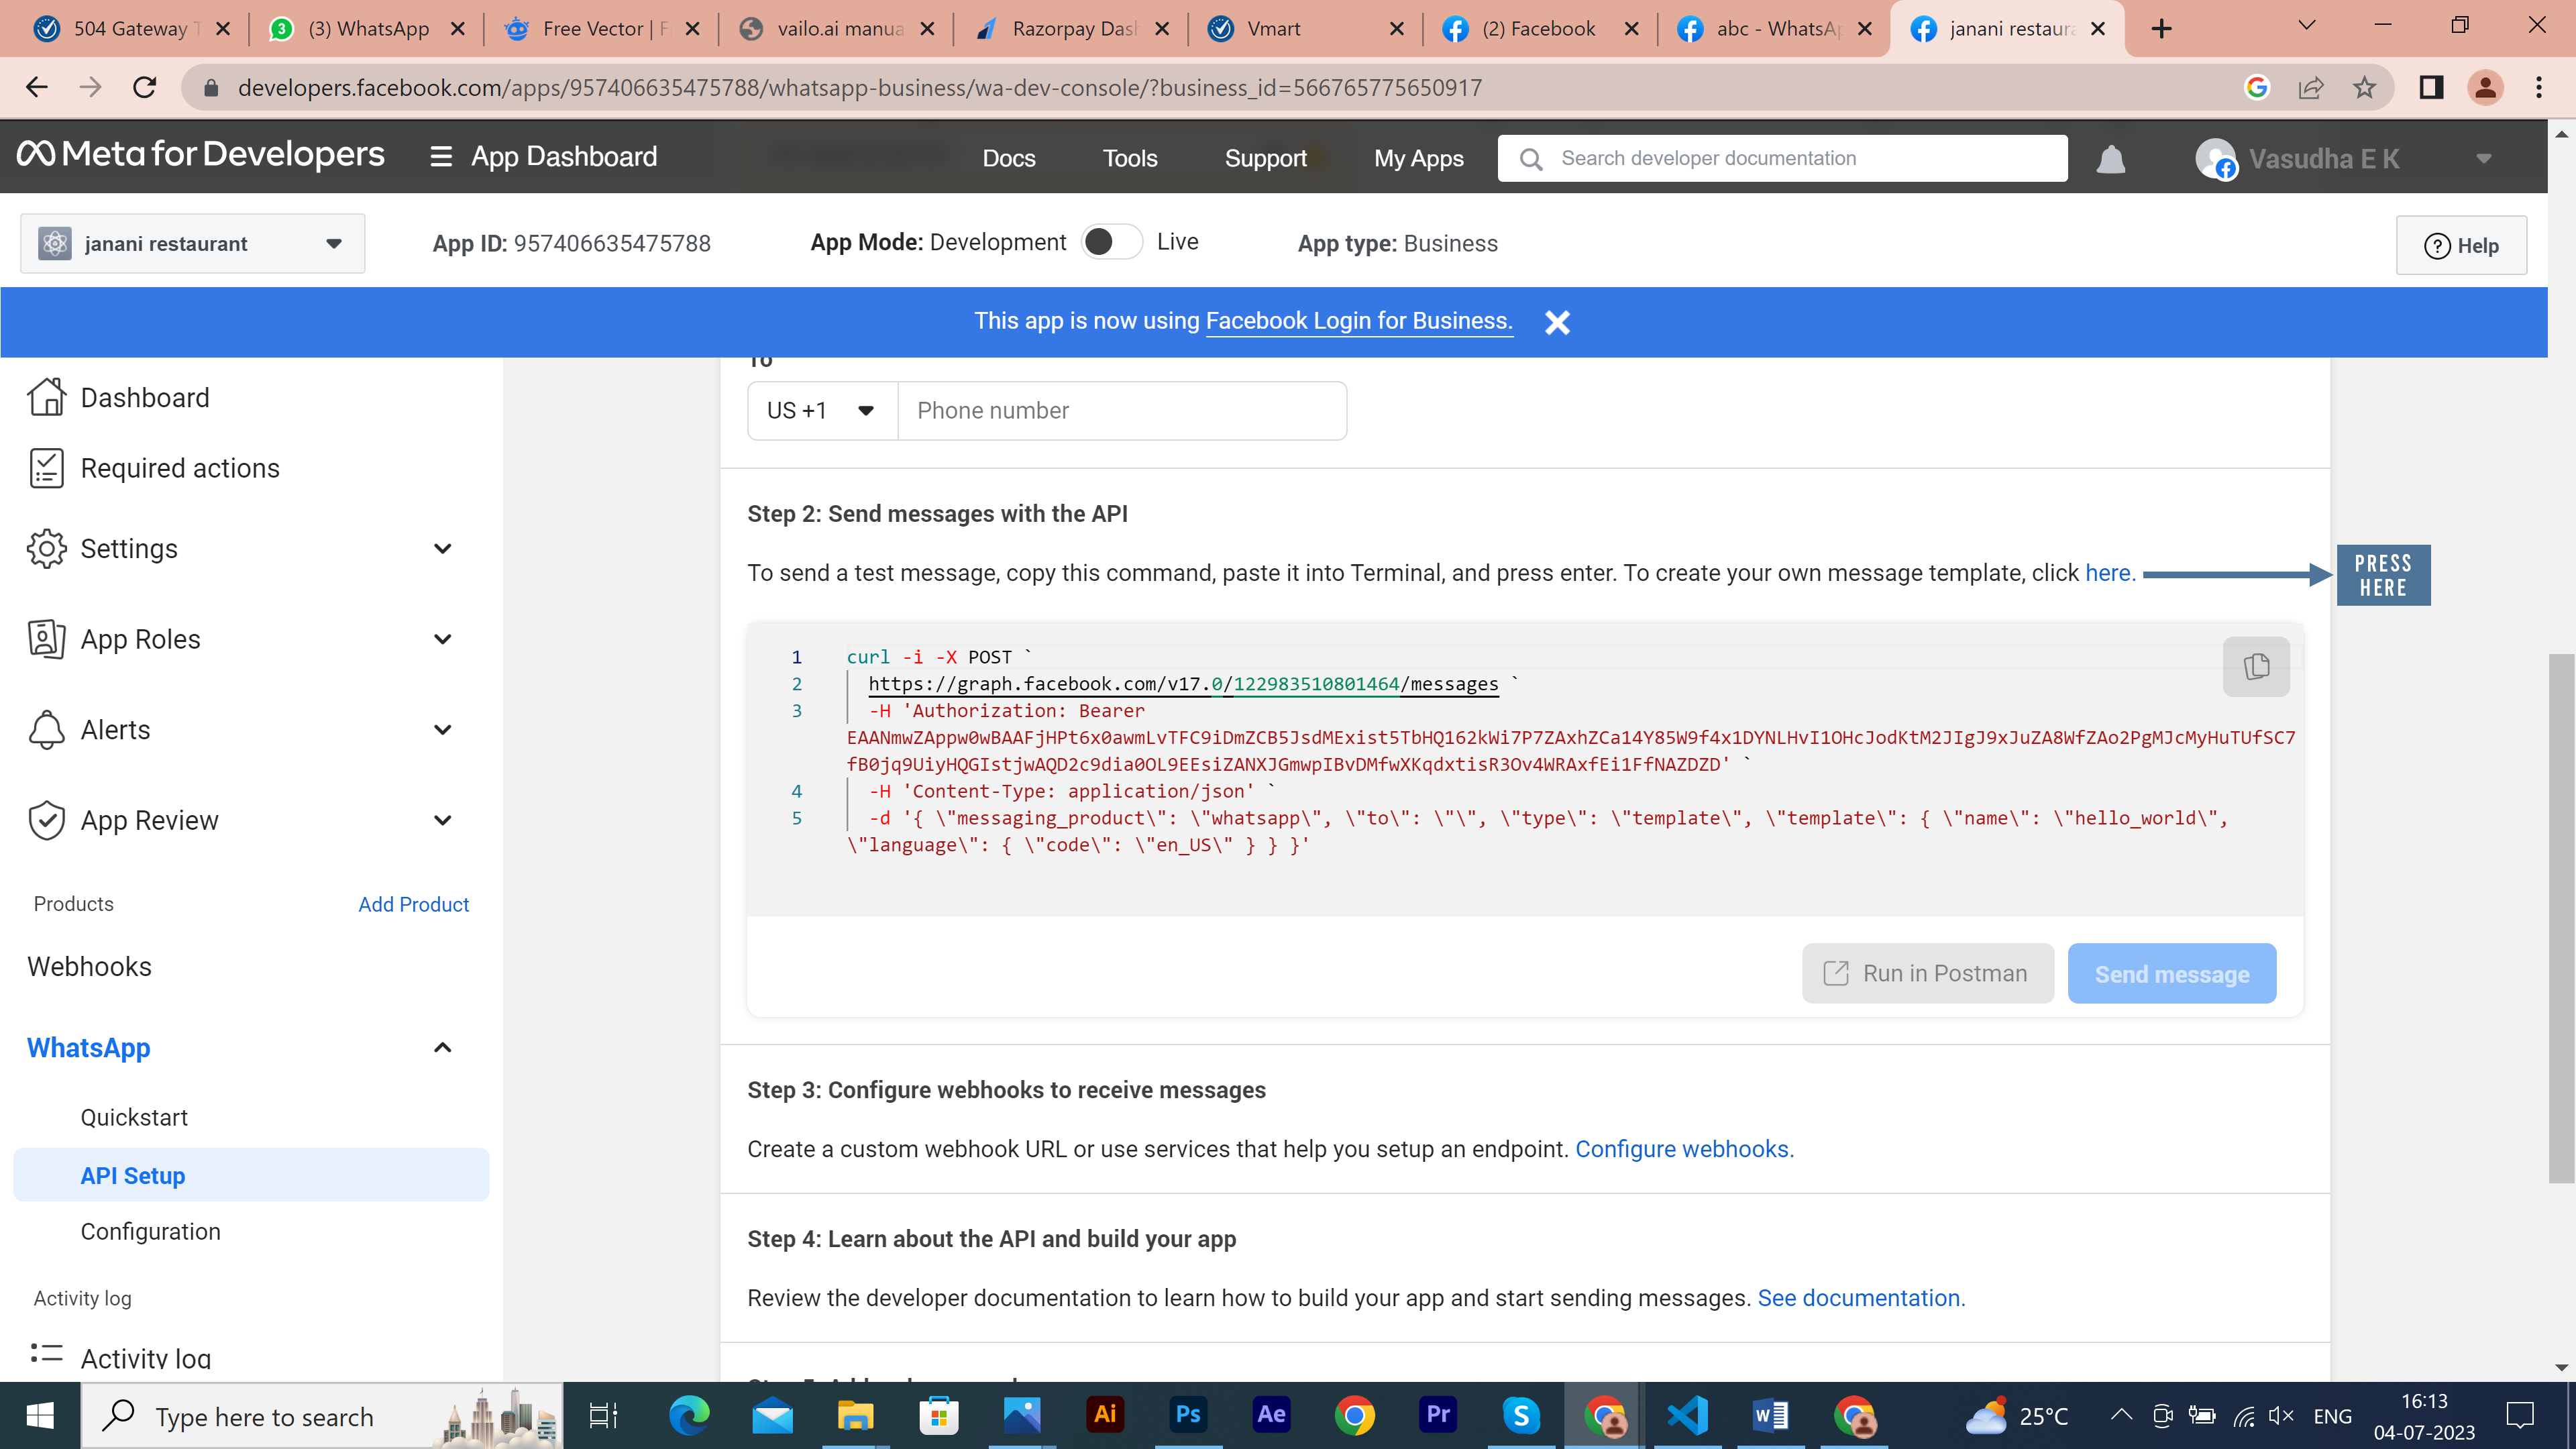 504 Gateway T
(3) WhatsApp
Free Vector | F
vailo.ai manua
Razorpay Dash
Vmart
(2) Facebook
abc - WhatsAp
janani restaura
developers.facebook.com/apps/957406635475788/whatsapp-business/wa-dev-console/?business_id=566765775650917
Meta for Developers
App Dashboard
Docs
Tools
Support
My Apps
Search developer documentation
Vasudha E K
janani restaurant
App ID: 957406635475788
App Mode: Development
Live
App type: Business
Help
This app is now using Facebook Login for Business.
Dashboard
Required actions
Settings
App Roles
Alerts
App Review
Products
Add Product
Webhooks
WhatsApp
Quickstart
API Setup
Configuration
Activity log
Activity log
To
US +1
Phone number
Step 2: Send messages with the API
To send a test message, copy this command, paste it into Terminal, and press enter. To create your own message template, click here.
PRESS
HERE
1 curl -i -X POST `
2 https://graph.facebook.com/v17.0/122983510801464/messages `
3 -H 'Authorization: Bearer
4 -H 'Content-Type: application/json' `
5 -d '{ \"messaging_product\": \"whatsapp\", \"to\": \"\", \"type\": \"template\", \"template\": { \"name\": \"hello_world\",
\"language\": { \"code\": \"en_US\" } } }'
Run in Postman
Send message
Step 3: Configure webhooks to receive messages
Create a custom webhook URL or use services that help you setup an endpoint. Configure webhooks.
Step 4: Learn about the API and build your app
Review the developer documentation to learn how to build your app and start sending messages. See documentation.
Type here to search
25°C
ENG
16:13
04-07-2023